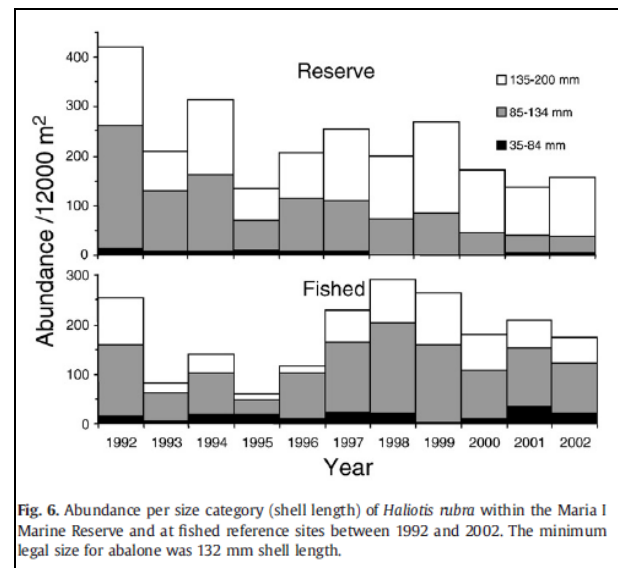 400
300
200
100
0
Reserve
135-200 mm
85-134 mm
35-84 mm
Abundance /12000 m²
300
200
100
0
Fished
1992 1993 1994 1995 1996 1997 1998 1999 2000 2001 2002
Year
Fig. 6. Abundance per size category (shell length) of Haliotis rubra within the Maria I
Marine Reserve and at fished reference sites between 1992 and 2002. The minimum
legal size for abalone was 132 mm shell length.